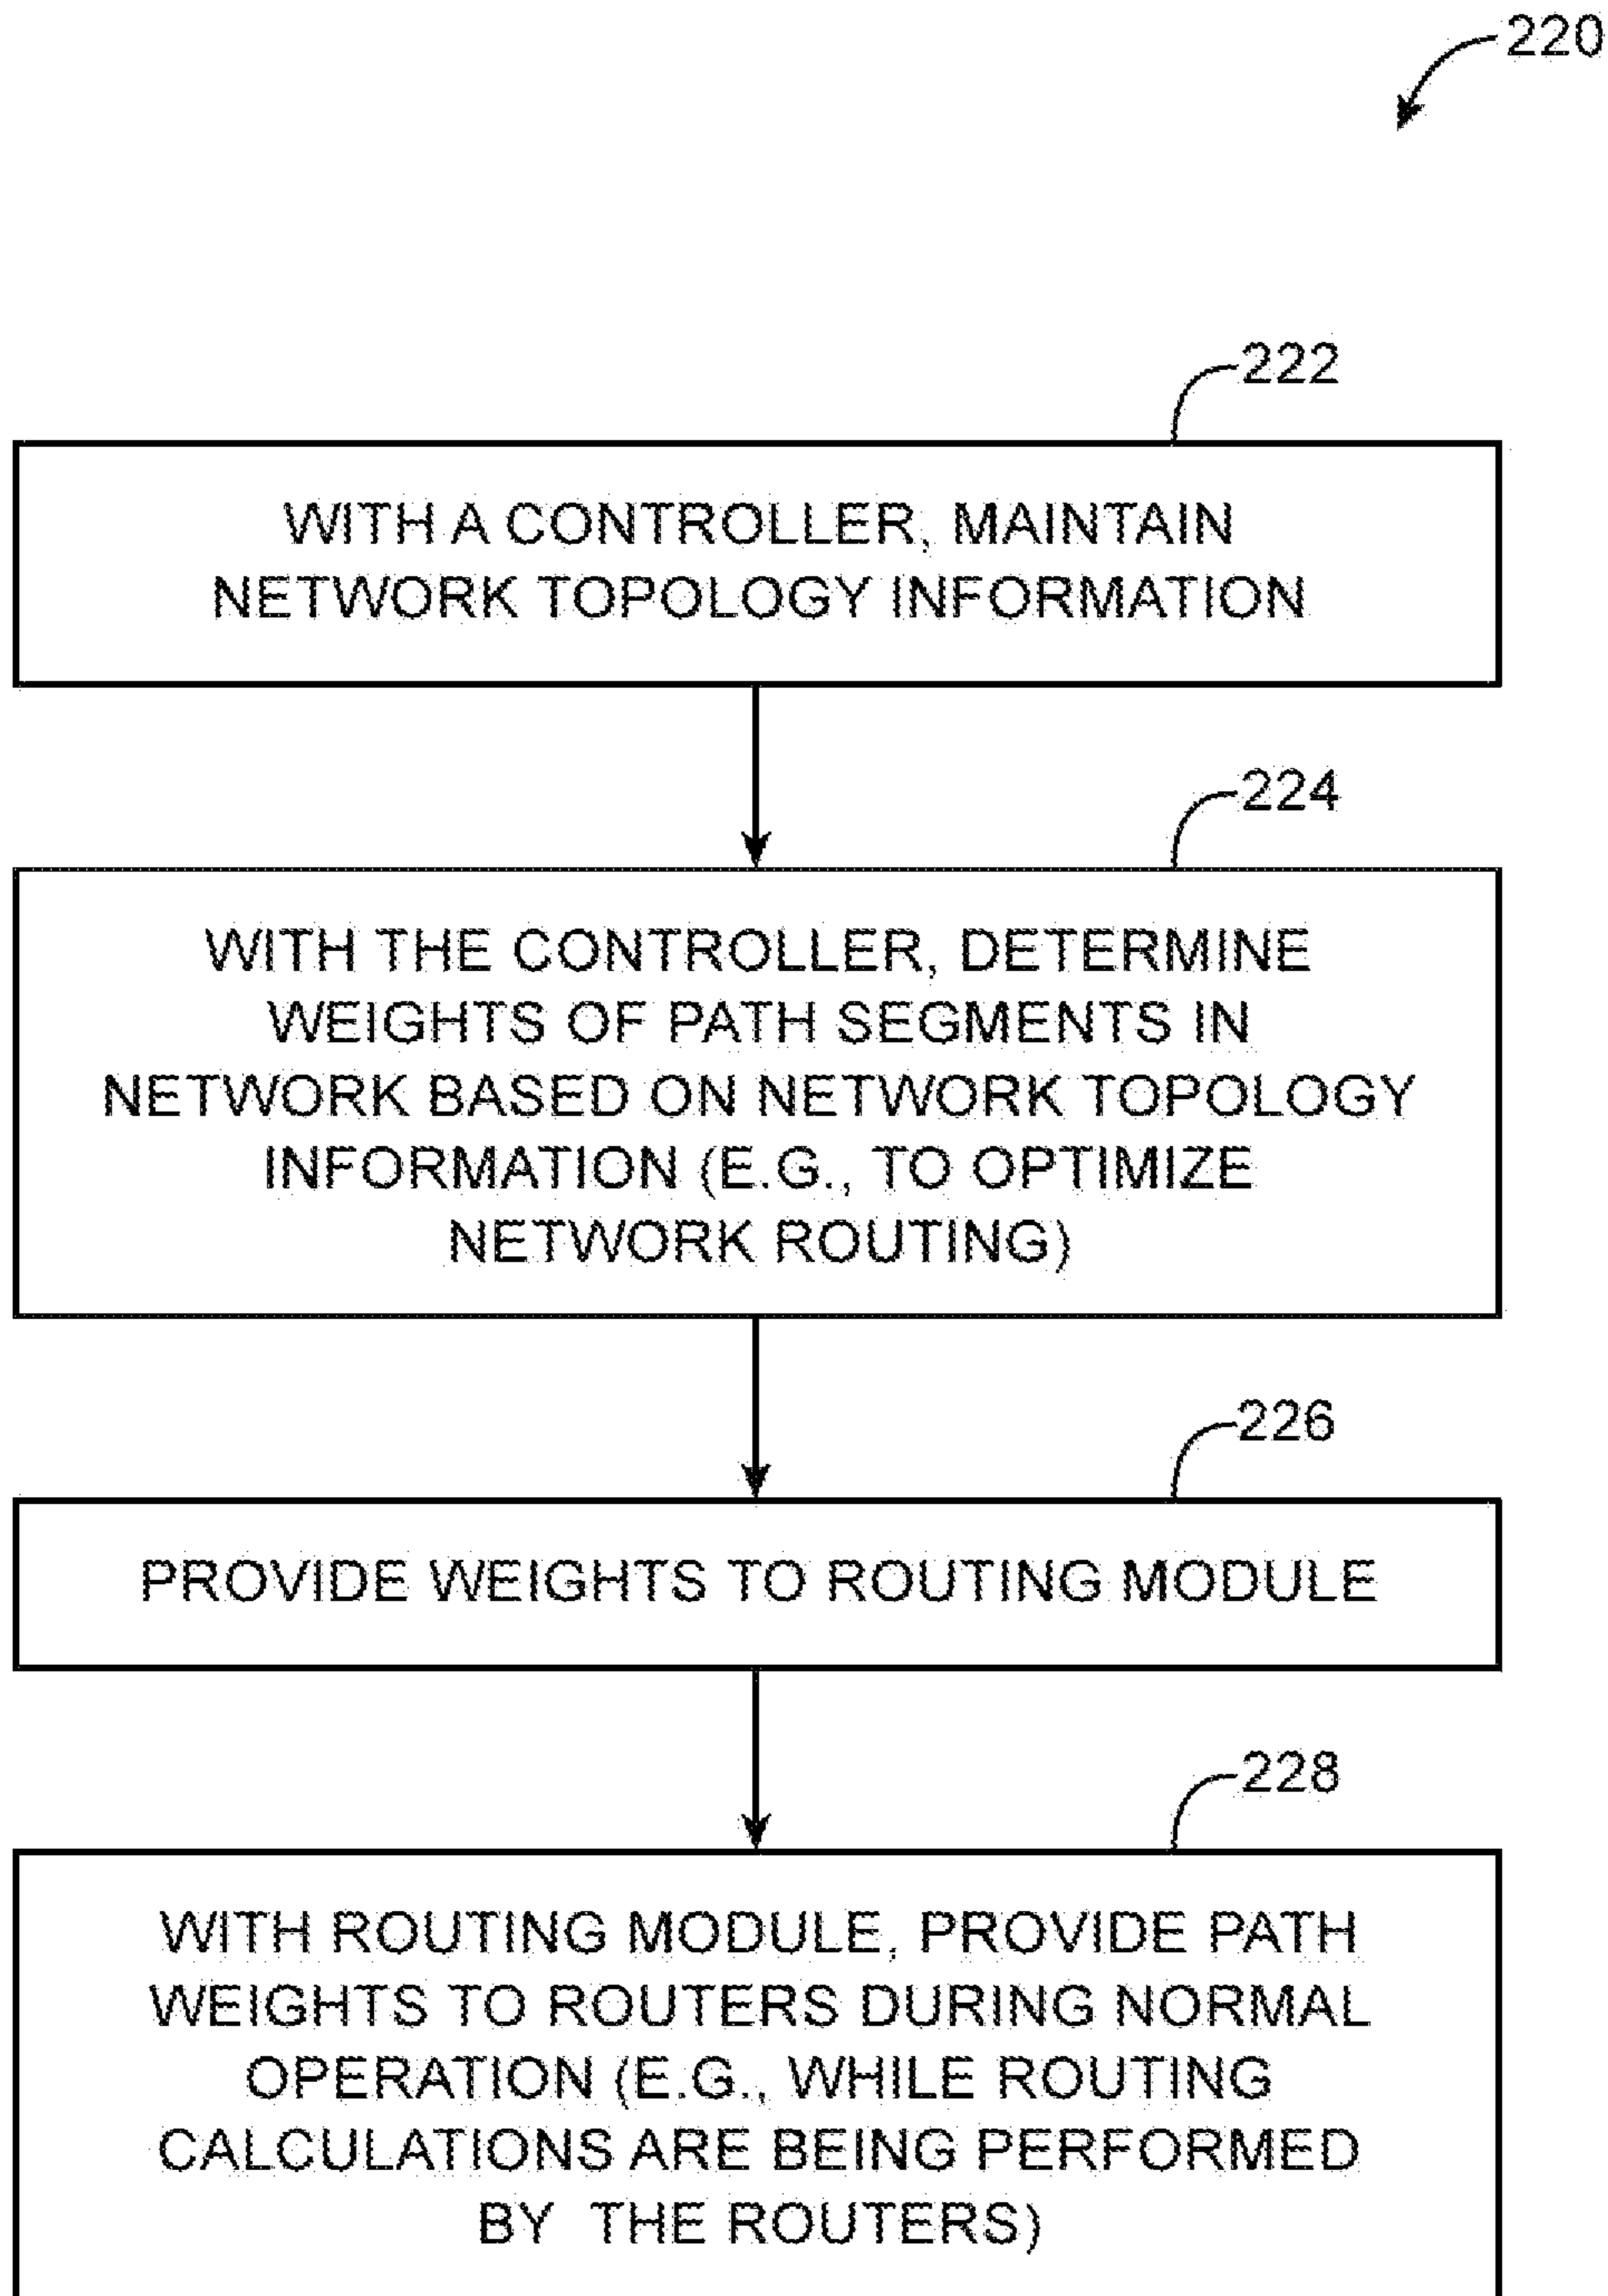 220
222
WITH A CONTROLLER, MAINTAIN
NETWORK TOPOLOGY INFORMATION
224
WITH THE CONTROLLER, DETERMINE
WEIGHTS OF PATH SEGMENTS IN
NETWORK BASED ON NETWORK TOPOLOGY
INFORMATION (E.G., TO OPTIMIZE
NETWORK ROUTING)
226
PROVIDE WEIGHTS TO ROUTING MODULE
228
WITH ROUTING MODULE, PROVIDE PATH
WEIGHTS TO ROUTERS DURING NORMAL
OPERATION (E.G., WHILE ROUTING
CALCULATIONS ARE BEING PERFORMED
BY THE ROUTERS)